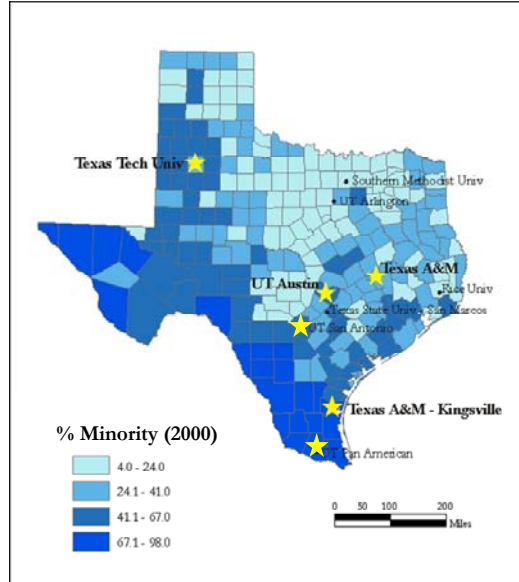 Texas Tech Univ
Southern Methodist Univ
UT Arlington
Texas A&M
UT Austin
Rice Univ
Texas State Univ - San Marcos
UT San Antonio
Texas A&M - Kingsville
UT Pan American
% Minority (2000)
4.0 - 24.0
24.1 - 41.0
41.1 - 67.0
67.1 - 98.0
0 50 100 200
Miles